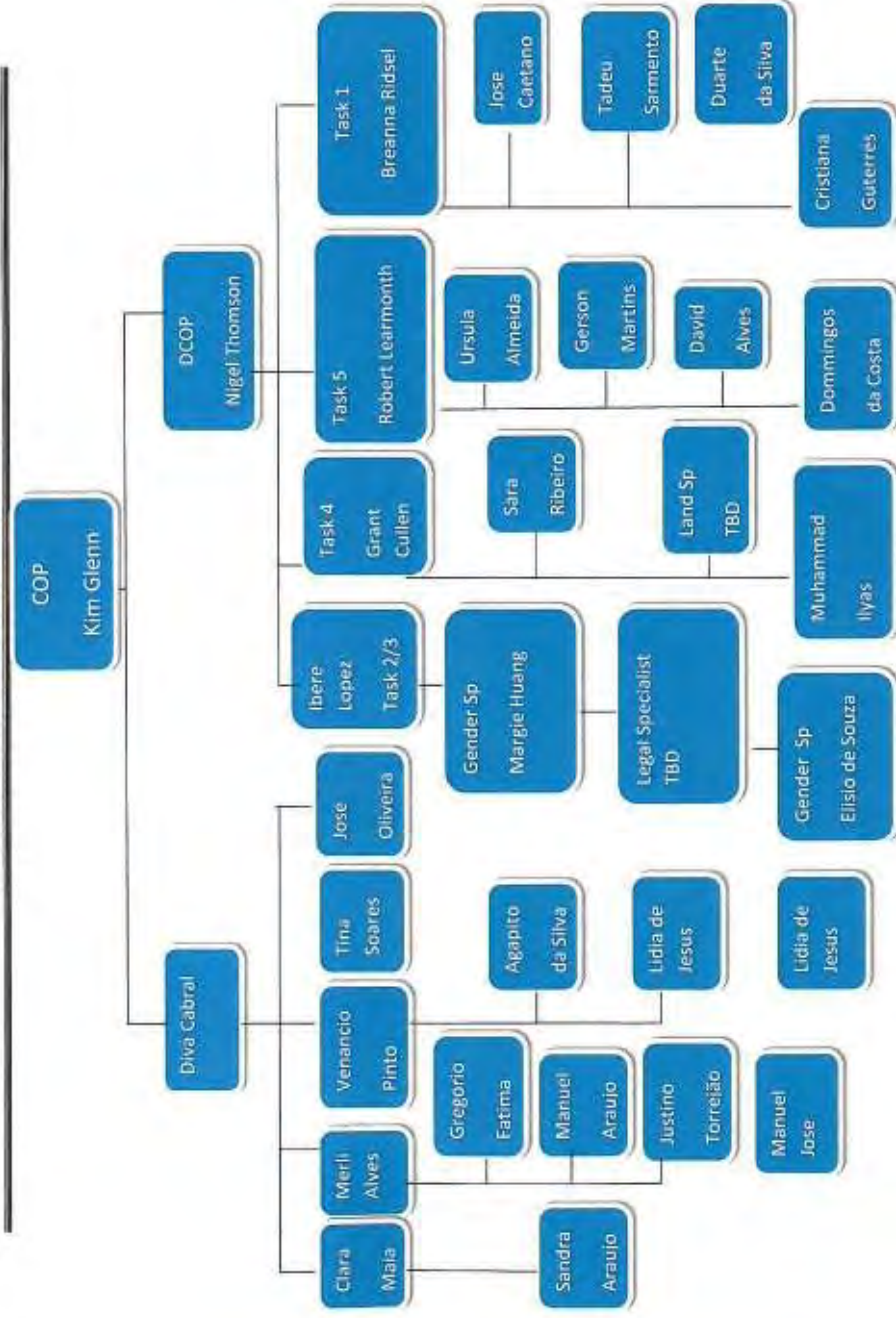 COP
Kim Glenn
Diva Cabral
DCOP
Nigel Thomson
Clara
Maia
Merli
Alves
Venancio
Pinto
Tina
Soares
José
Oliveira
Ibere
Lopez
Task 2/3
Task 4
Grant
Cullen
Task 5
Robert Learmonth
Task 1
Breanna Ridsel
Sandra
Araujo
Gregorio
Fatima
Manuel
Araujo
Justino
Torreião
Manuel
Jose
Agapito
da Silva
Lidia de
Jesus
Lidia de
Jesus
Gender Sp
Margie Huang
Legal Specialist
TBD
Gender Sp
Elisio de Souza
Sara
Ribeiro
Land Sp
TBD
Muhammad
Ilyas
Ursula
Almeida
Gerson
Martins
David
Alves
Dommingos
da Costa
Jose
Caetano
Tadeu
Sarmento
Duarte
da Silva
Cristiana
Guterres